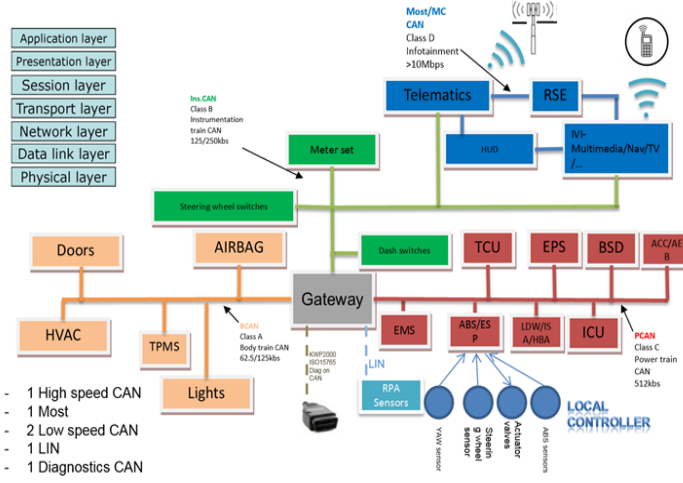 Application layer
Presentation layer
Session layer
Transport layer
Network layer
Data link layer
Physical layer
Most/MC
CAN
Class D
Infotainment
>10Mbps
Telematics
RSE
HUD
IVI-
Multimedia/Nav/TV
/...
Ins.CAN
Class B
Instrumentation
train CAN
125/250kbs
Meter set
Steering wheel switches
Dash switches
Doors
AIRBAG
HVAC
TPMS
Lights
BCAN
Class A
Body train CAN
62.5/125kbs
Gateway
TCU
EPS
BSD
ACC/AE
B
EMS
ABS/ES
P
LDW/IS
A/HBA
ICU
PCAN
Class C
Power train
CAN
512kbs
KWP2000
ISO15765
Diag on
CAN
LIN
RPA
Sensors
YAW sensor
Steerin
g wheel
sensor
Actuator
valves
ABS sensors
LOCAL
CONTROLLER
- 1 High speed CAN
- 1 Most
- 2 Low speed CAN
- 1 LIN
- 1 Diagnostics CAN